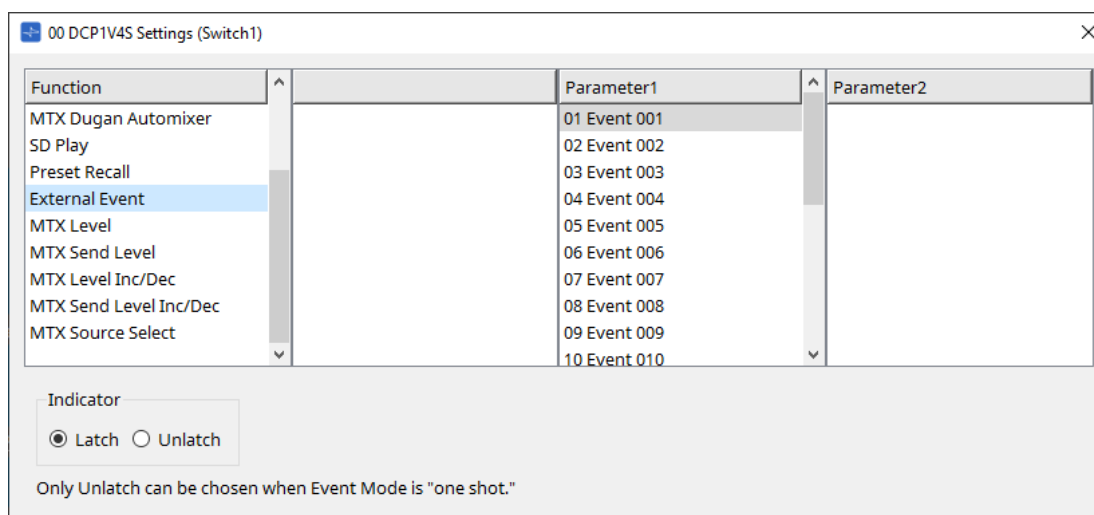 00 DCP1V4S Settings (Switch1)
Function
MTX Dugan Automixer
SD Play
Preset Recall
External Event
MTX Level
MTX Send Level
MTX Level Inc/Dec
MTX Send Level Inc/Dec
MTX Source Select
Parameter1
01 Event 001
02 Event 002
03 Event 003
04 Event 004
05 Event 005
06 Event 006
07 Event 007
08 Event 008
09 Event 009
10 Event 010
Parameter2
Indicator
Latch Unlatch
Only Unlatch can be chosen when Event Mode is "one shot."